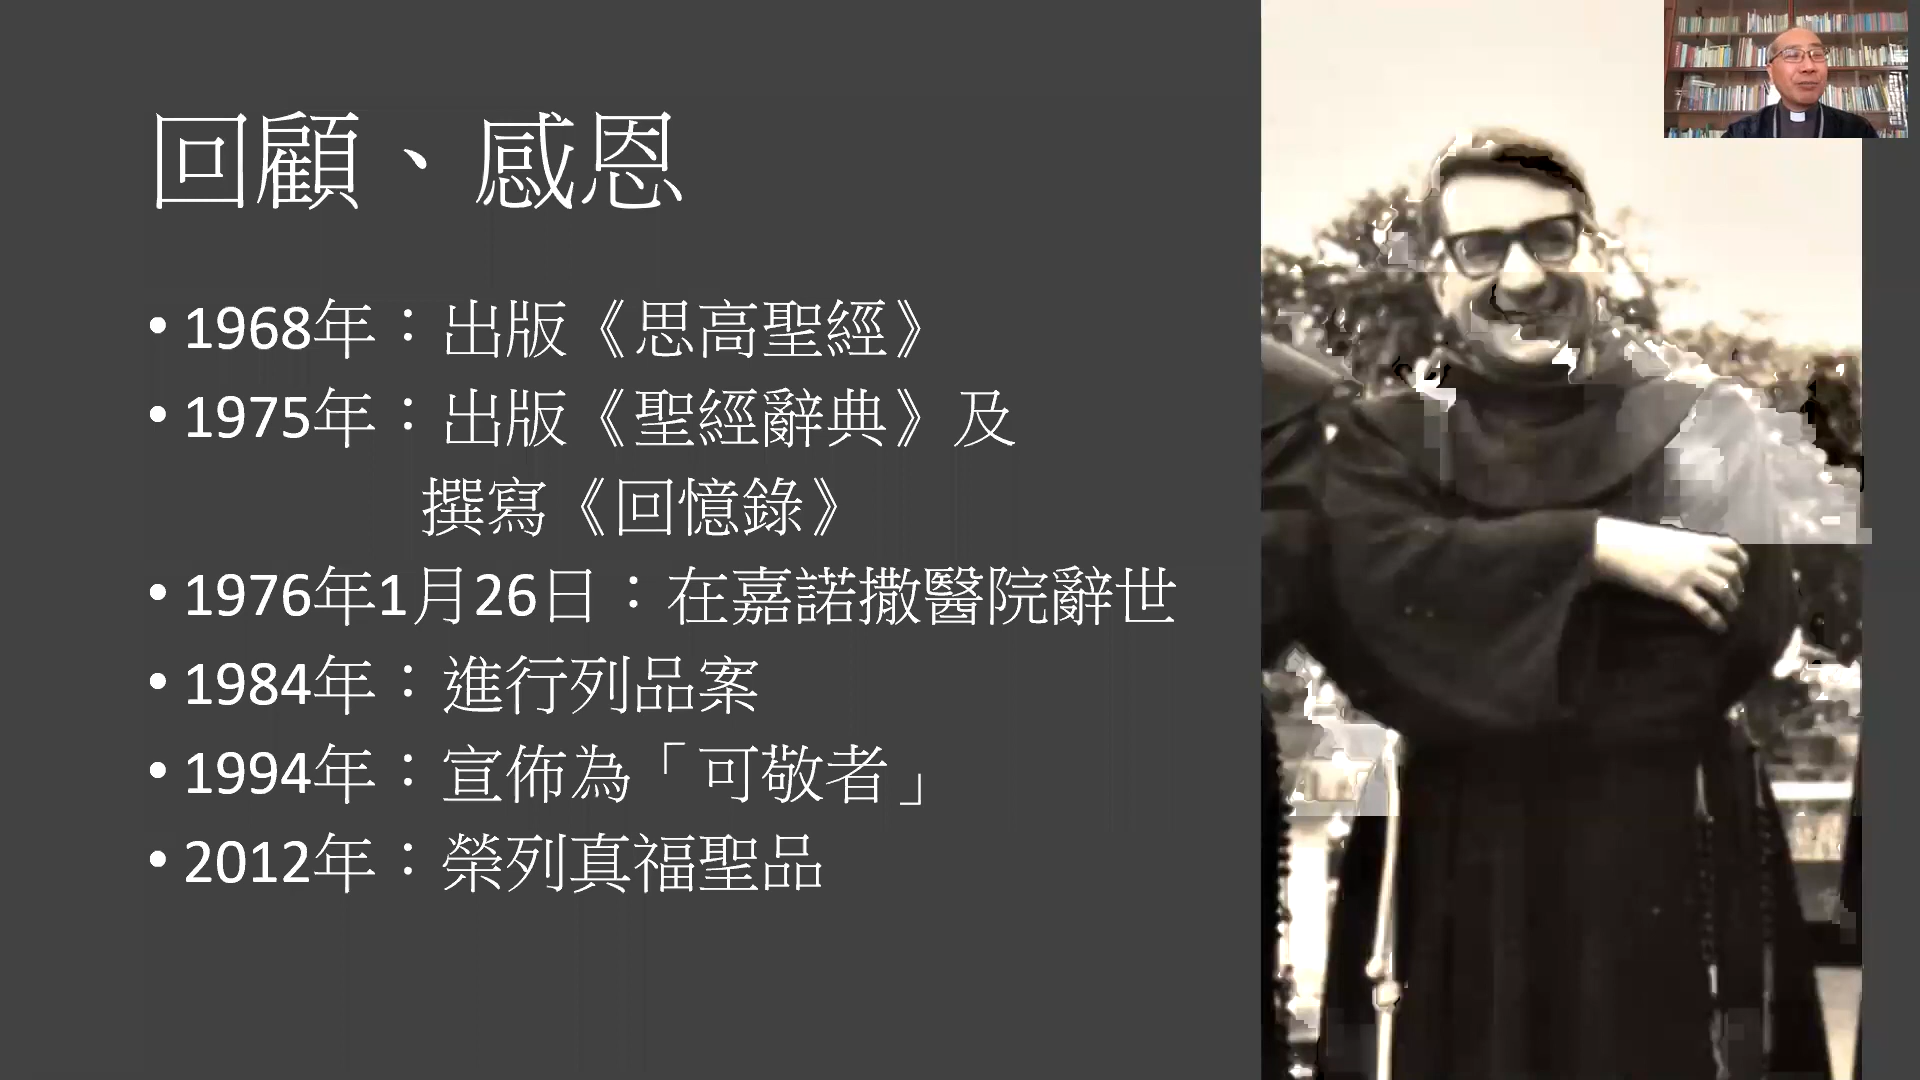 回顧、感恩
•1968年：出版《思高聖經》
•1975年：出版《聖經辭典》及
撰寫《回憶錄》
•1976年1月26日：在嘉諾撒醫院辭世
•1984年：進行列品案
•1994年：宣佈為「可敬者」
•2012年：榮列真福聖品